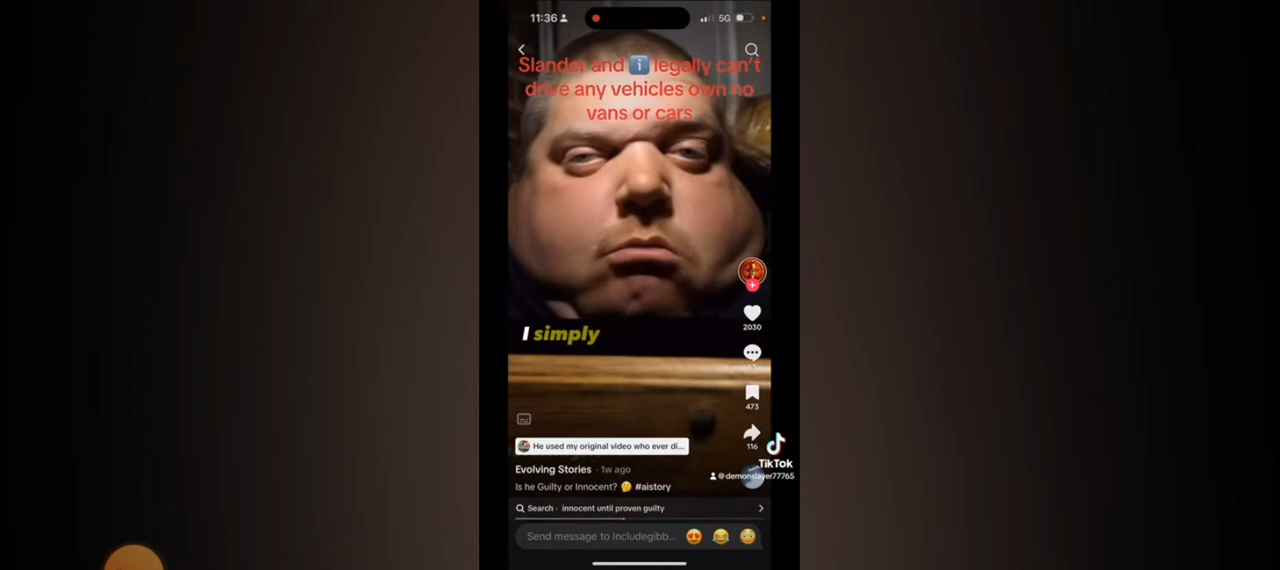 11:36
5G
Slander and ℹ️ legally can't
drive any vehicles own no
vans or cars
I simply
2030
473
116
He used my original video who ever di...
Evolving Stories · 1w ago
Is he Guilty or Innocent? 🤔 #aistory
TikTok
@demonslayer77765
Search · innocent until proven guilty
Send message to Includegibb...